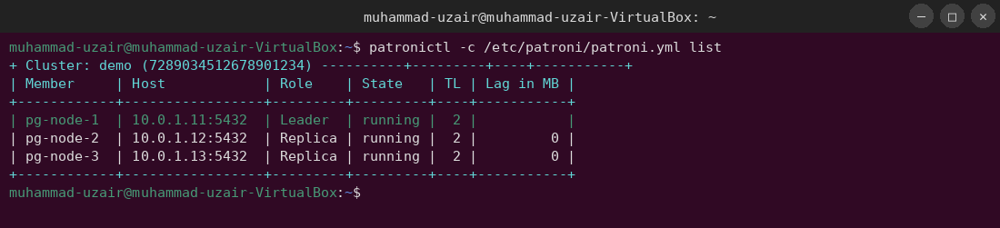 muhammad-uzair@muhammad-uzair-VirtualBox: ~
muhammad-uzair@muhammad-uzair-VirtualBox:~$ patronictl -c /etc/patroni/patroni.yml list
+ Cluster: demo (7289034512678901234) ----------+---------+----+-----------+
| Member     | Host            | Role    | State   | TL | Lag in MB |
+------------+-----------------+---------+---------+----+-----------+
| pg-node-1  | 10.0.1.11:5432  | Leader  | running |  2 |           |
| pg-node-2  | 10.0.1.12:5432  | Replica | running |  2 |         0 |
| pg-node-3  | 10.0.1.13:5432  | Replica | running |  2 |         0 |
+------------+-----------------+---------+---------+----+-----------+
muhammad-uzair@muhammad-uzair-VirtualBox:~$